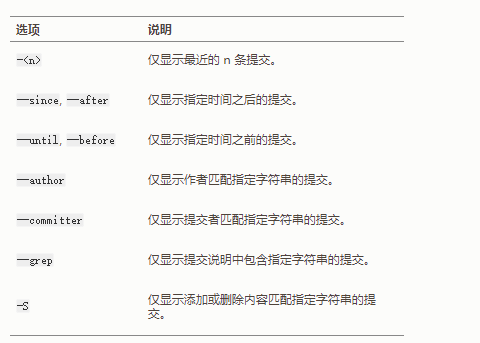 选项 说明
-<n> 仅显示最近的 n 条提交。
--since, --after 仅显示指定时间之后的提交。
--until, --before 仅显示指定时间之前的提交。
--author 仅显示作者匹配指定字符串的提交。
--committer 仅显示提交者匹配指定字符串的提交。
--grep 仅显示提交说明中包含指定字符串的提交。
-S 仅显示添加或删除内容匹配指定字符串的提
交。